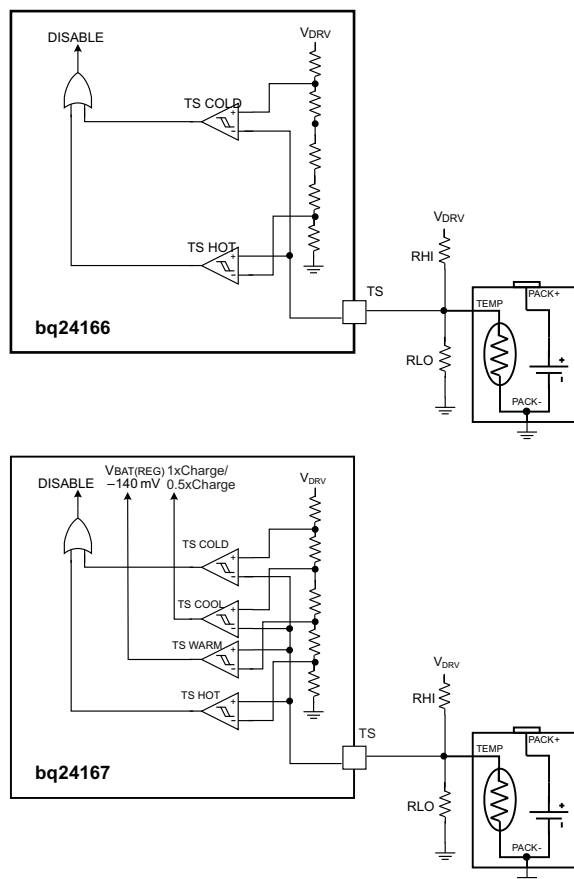 DISABLE
VDRV
TS COLD
TS HOT
TS
VDRV
RHI
RLO
TEMP
PACK+
+
-
PACK-
bq24166
DISABLE
VBAT(REG)
–140 mV
1xCharge/
0.5xCharge
VDRV
TS COLD
TS COOL
TS WARM
TS HOT
TS
VDRV
RHI
RLO
TEMP
PACK+
+
-
PACK-
bq24167